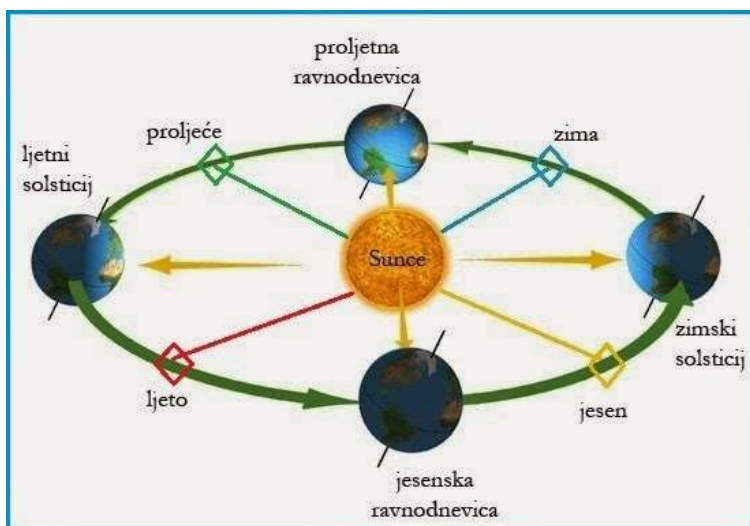 proljetna
ravnodnevica
proljeće
zima
ljetni
solsticij
Sunce
zimski
solsticij
ljeto
jesen
jesenska
ravnodnevica